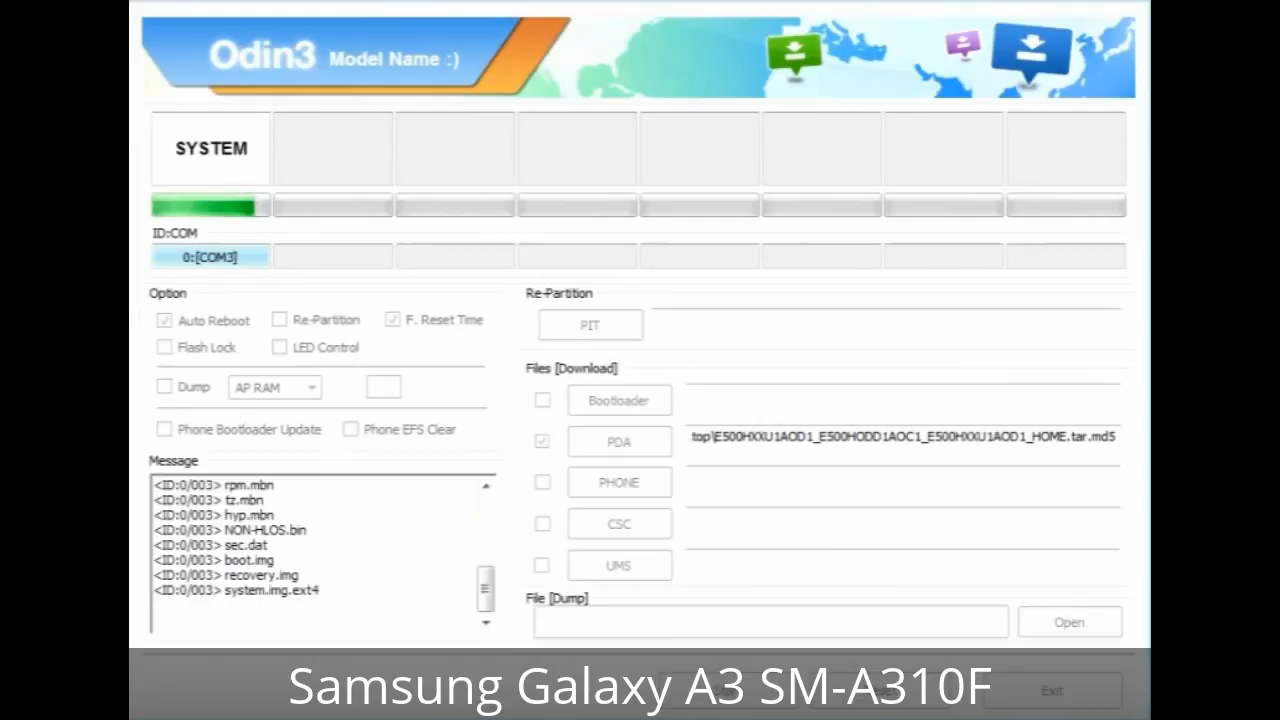 Odin3 Model Name :)
SYSTEM
ID:COM
0:[COM3]
Option
Auto Reboot Re-Partition F. Reset Time
Flash Lock LED Control
Dump AP RAM
Phone Bootloader Update Phone EFS Clear
Message
<ID:0/003> rpm.mbn
<ID:0/003> tz.mbn
<ID:0/003> hyp.mbn
<ID:0/003> NON-HLOS.bin
<ID:0/003> sec.dat
<ID:0/003> boot.img
<ID:0/003> recovery.img
<ID:0/003> system.img.ext4
Re-Partition
PIT
Files [Download]
Bootloader
PDA top\E500HXXU1AOD1_E500HODD1AOC1_E500HXXU1AOD1_HOME.tar.md5
PHONE
CSC
UMS
File [Dump]
Open
Exit
Samsung Galaxy A3 SM-A310F